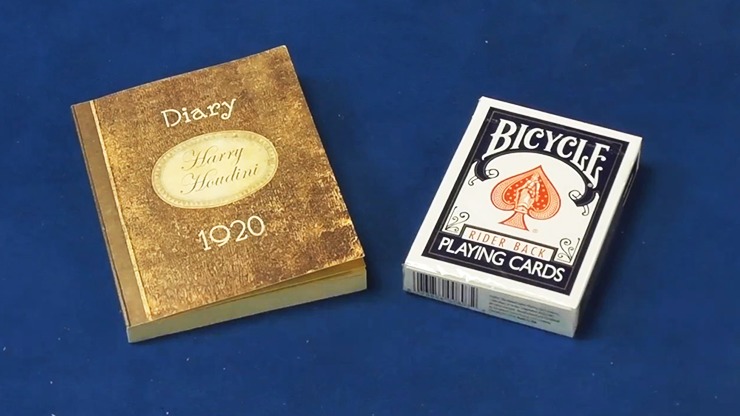 Diary
Harry
Houdini
1920
BICYCLE
RIDER BACK
PLAYING CARDS